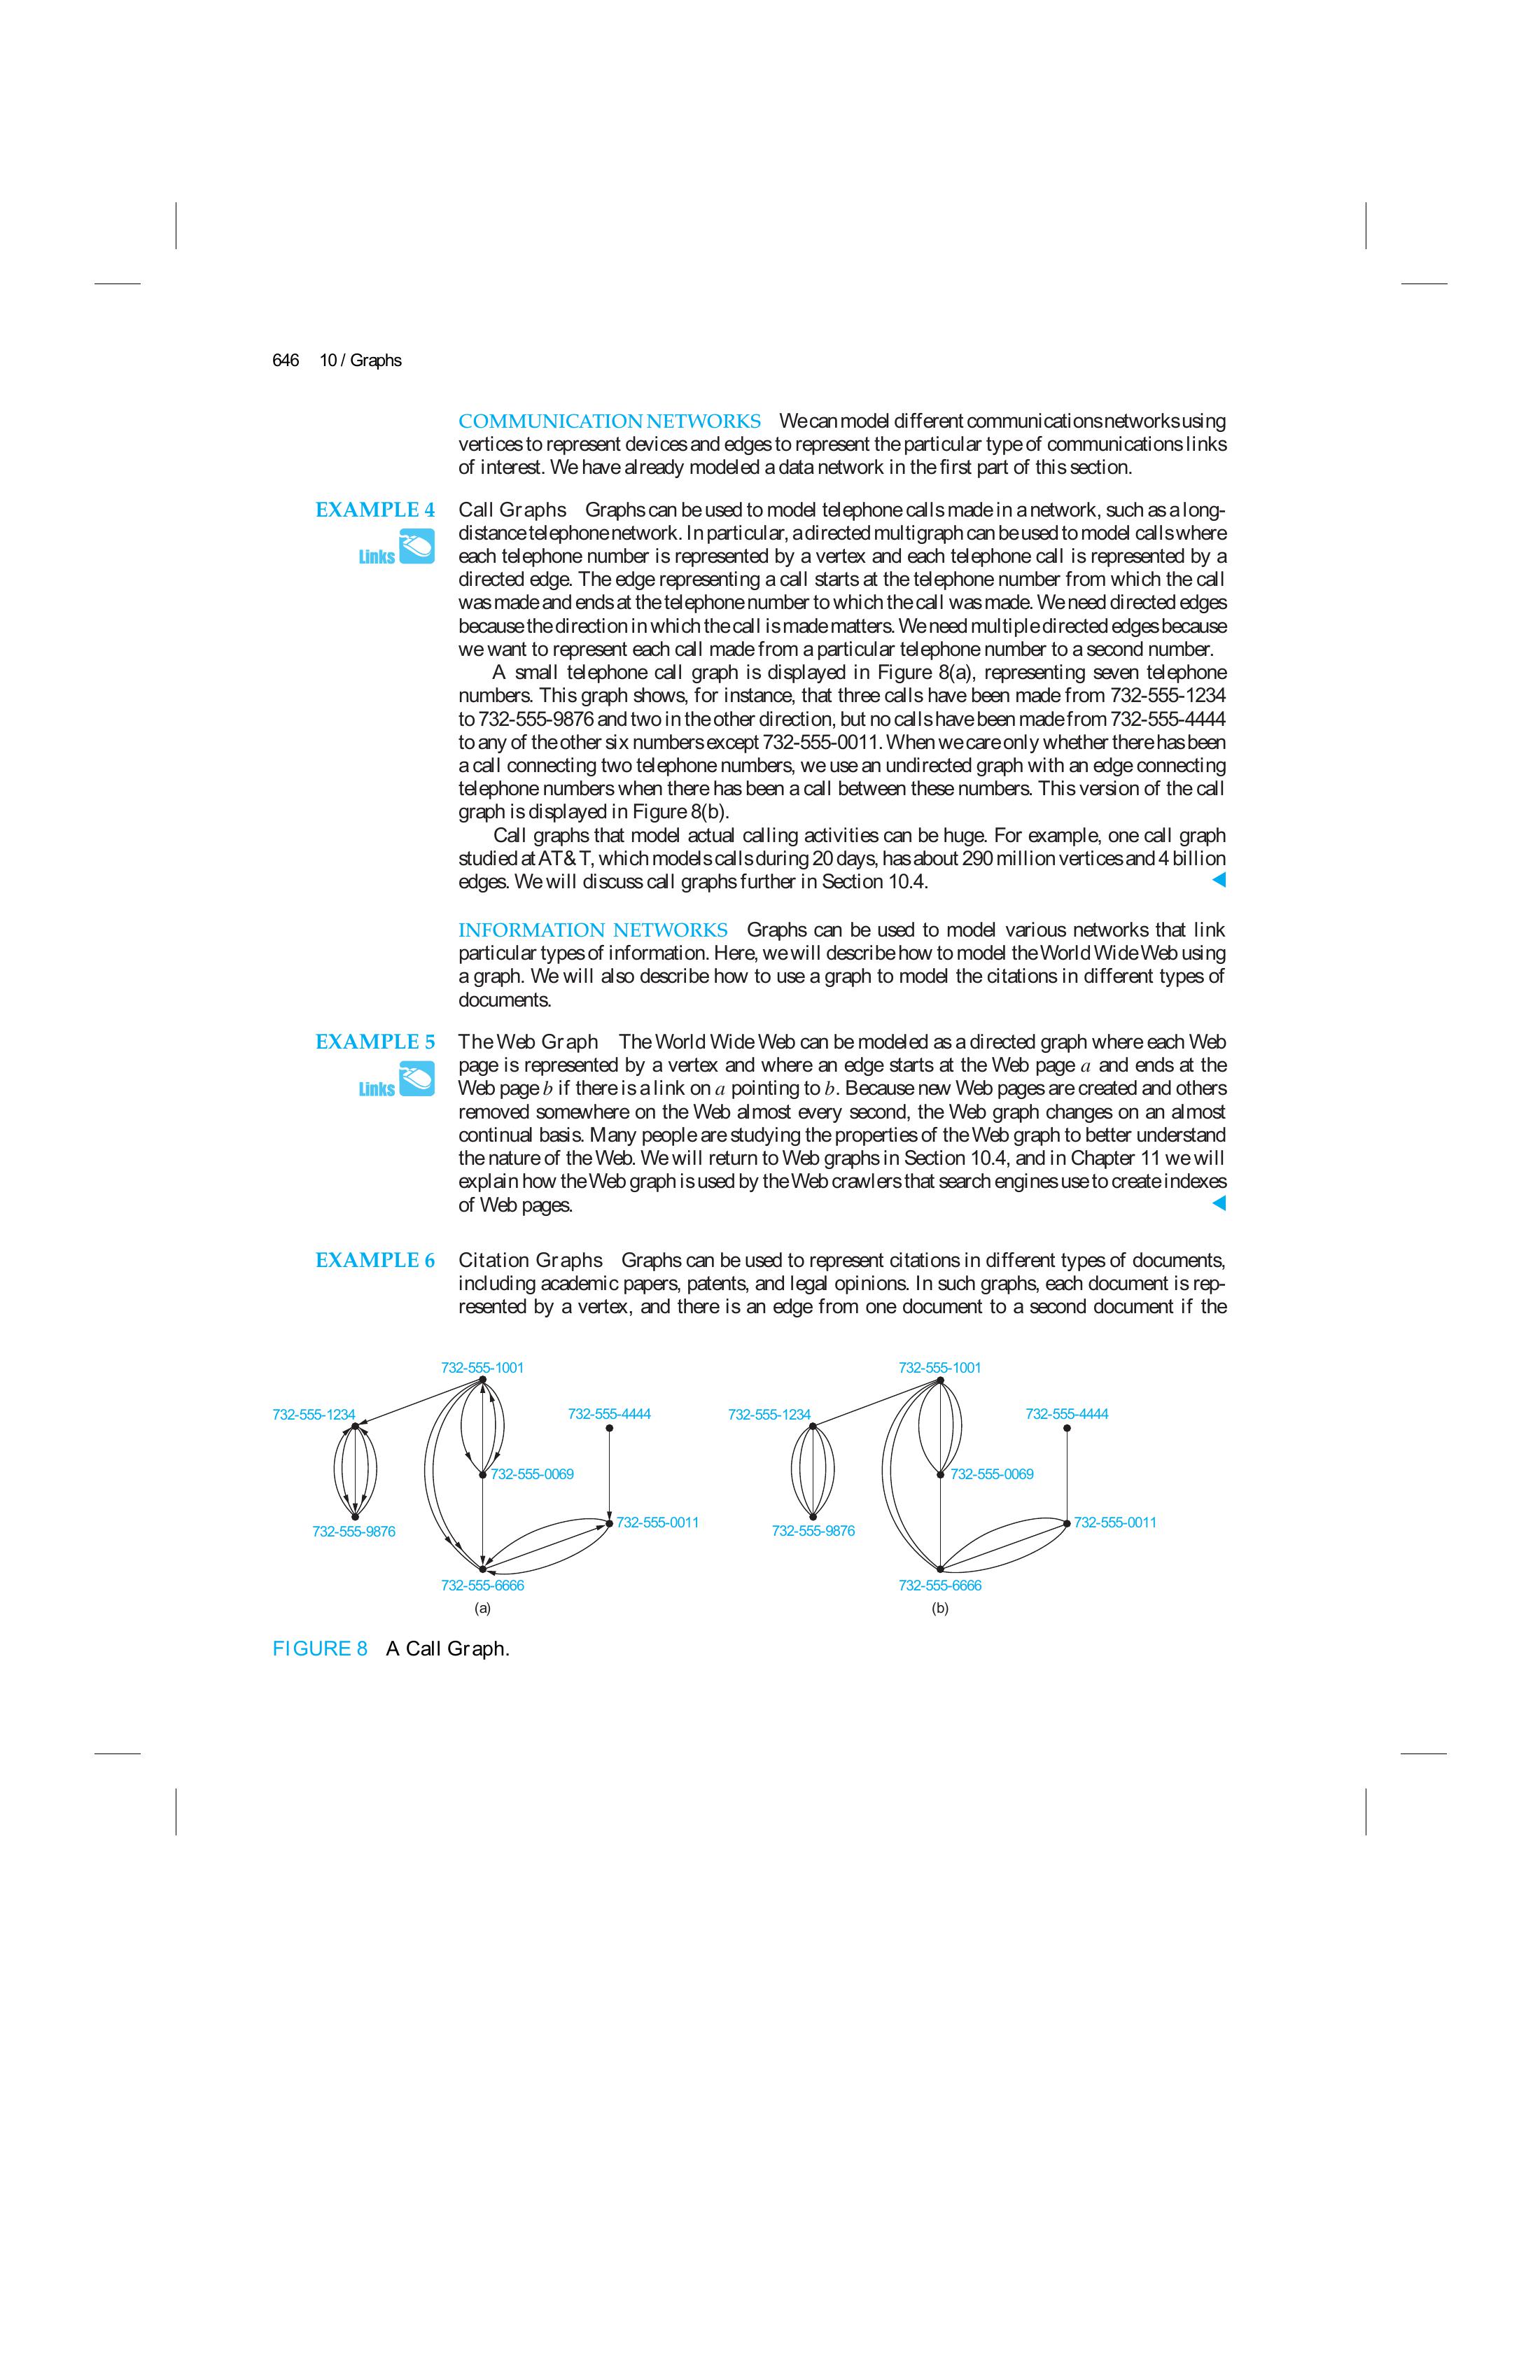 646 10 / Graphs
COMMUNICATION NETWORKS We can model different communications networks using
vertices to represent devices and edges to represent the particular type of communications links
of interest. We have already modeled a data network in the first part of this section.
EXAMPLE 4 Call Graphs Graphs can be used to model telephone calls made in a network, such as a long-
distance telephone network. In particular, a directed multigraph can be used to model calls where
Links each telephone number is represented by a vertex and each telephone call is represented by a
directed edge. The edge representing a call starts at the telephone number from which the call
was made and ends at the telephone number to which the call was made. We need directed edges
because the direction in which the call is made matters. We need multiple directed edges because
we want to represent each call made from a particular telephone number to a second number.
A small telephone call graph is displayed in Figure 8(a), representing seven telephone
numbers. This graph shows, for instance, that three calls have been made from 732-555-1234
to 732-555-9876 and two in the other direction, but no calls have been made from 732-555-4444
to any of the other six numbers except 732-555-0011. When we care only whether there has been
a call connecting two telephone numbers, we use an undirected graph with an edge connecting
telephone numbers when there has been a call between these numbers. This version of the call
graph is displayed in Figure 8(b).
Call graphs that model actual calling activities can be huge. For example, one call graph
studied at AT&T, which models calls during 20 days, has about 290 million vertices and 4 billion
edges. We will discuss call graphs further in Section 10.4.
INFORMATION NETWORKS Graphs can be used to model various networks that link
particular types of information. Here, we will describe how to model the World Wide Web using
a graph. We will also describe how to use a graph to model the citations in different types of
documents.
EXAMPLE 5 The Web Graph The World Wide Web can be modeled as a directed graph where each Web
page is represented by a vertex and where an edge starts at the Web page a and ends at the
Links Web page b if there is a link on a pointing to b. Because new Web pages are created and others
removed somewhere on the Web almost every second, the Web graph changes on an almost
continual basis. Many people are studying the properties of the Web graph to better understand
the nature of the Web. We will return to Web graphs in Section 10.4, and in Chapter 11 we will
explain how the Web graph is used by the Web crawlers that search engines use to create indexes
of Web pages.
EXAMPLE 6 Citation Graphs Graphs can be used to represent citations in different types of documents,
including academic papers, patents, and legal opinions. In such graphs, each document is rep-
resented by a vertex, and there is an edge from one document to a second document if the
732-555-1001
732-555-1234
732-555-4444
732-555-0069
732-555-0011
732-555-9876
732-555-6666
(a)
732-555-1001
732-555-1234
732-555-4444
732-555-0069
732-555-0011
732-555-9876
732-555-6666
(b)
FIGURE 8 A Call Graph.